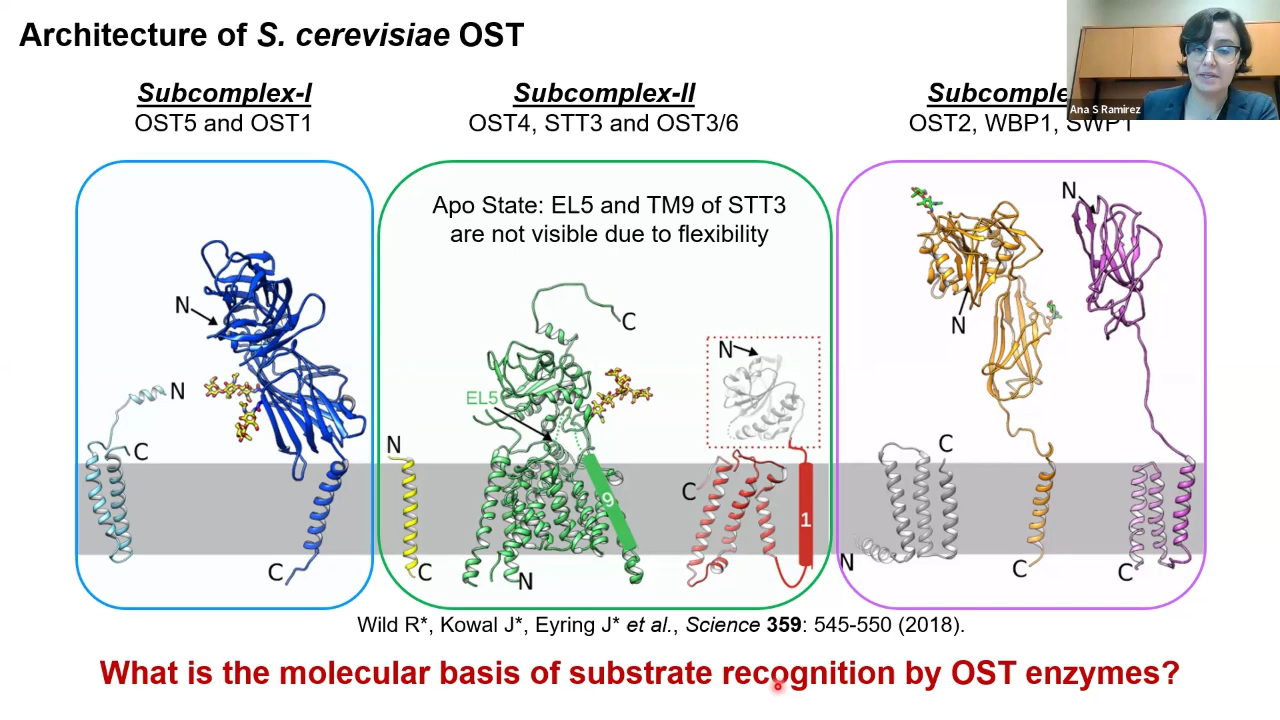 Architecture of S. cerevisiae OST
Ana S Ramirez
Subcomplex-I
OST5 and OST1
Subcomplex-II
OST4, STT3 and OST3/6
OST2, WBP1, SWP1
Apo State: EL5 and TM9 of STT3
are not visible due to flexibility
N
N
C
C
N
EL5
C
9
N
C
N
C
1
C
N
N
C
N
C
C
Wild R*, Kowal J*, Eyring J* et al., Science 359: 545-550 (2018).
What is the molecular basis of substrate recognition by OST enzymes?